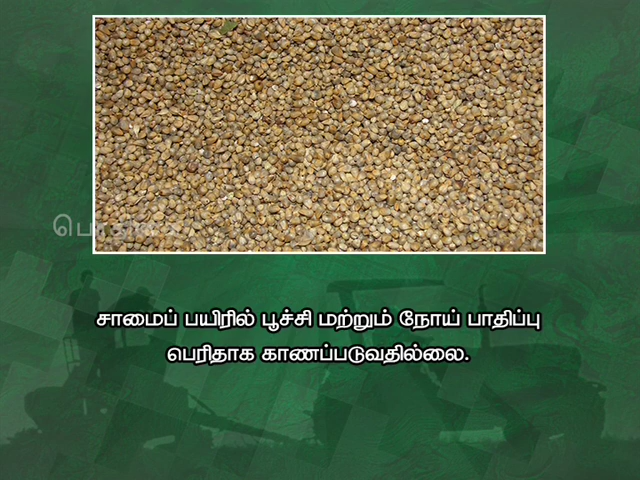 பொதிகை
சாமைப் பயிரில் பூச்சி மற்றும் நோய் பாதிப்பு
பெரிதாக காணப்படுவதில்லை.